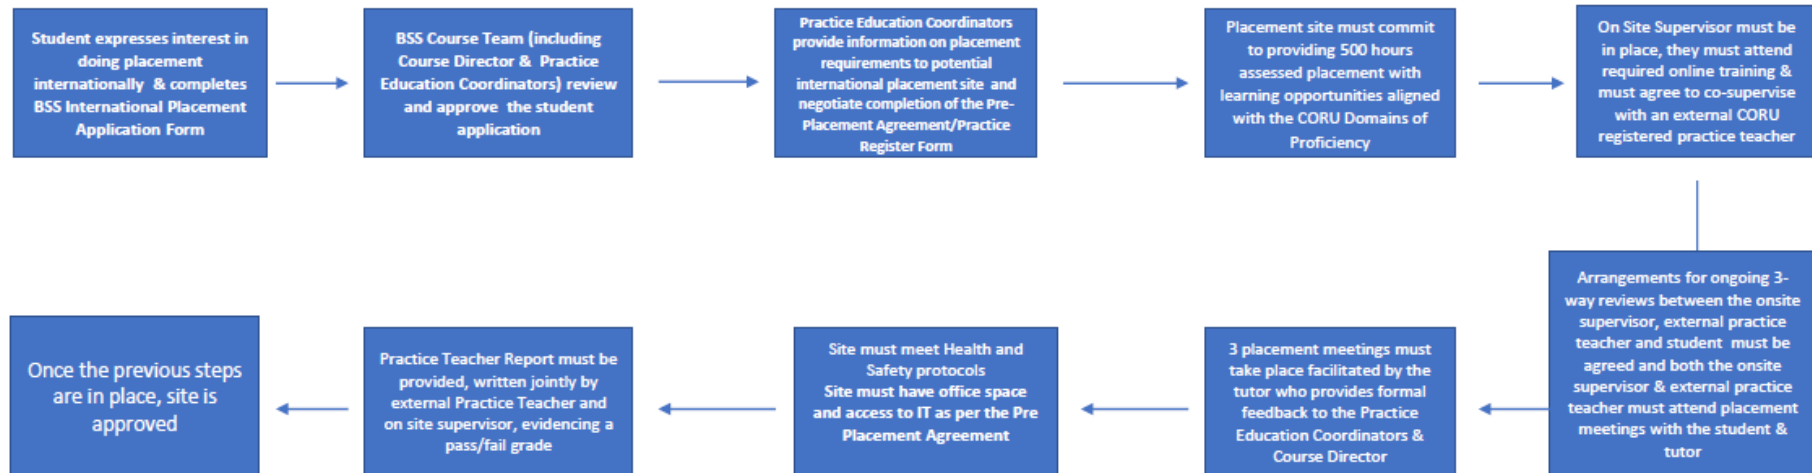 Student expresses interest in
doing placement
internationally & completes
BSS International Placement
Application Form
BSS Course Team (including
Course Director & Practice
Education Coordinators) review
and approve the student
application
Practice Education Coordinators
provide information on placement
requirements to potential
international placement site and
negotiate completion of the Pre-
Placement Agreement/Practice
Register Form
Placement site must commit
to providing 500 hours
assessed placement with
learning opportunities aligned
with the CORU Domains of
Proficiency
On Site Supervisor must be
in place, they must attend
required online training &
must agree to co-supervise
with an external CORU
registered practice teacher
Arrangements for ongoing 3-
way reviews between the onsite
supervisor, external practice
teacher and student must be
agreed and both the onsite
supervisor & external practice
teacher must attend placement
meetings with the student &
tutor
3 placement meetings must
take place facilitated by the
tutor who provides formal
feedback to the Practice
Education Coordinators &
Course Director
Site must meet Health and
Safety protocols
Site must have office space
and access to IT as per the Pre
Placement Agreement
Practice Teacher Report must be
provided, written jointly by
external Practice Teacher and
on site supervisor, evidencing a
pass/fail grade
Once the previous steps
are in place, site is
approved